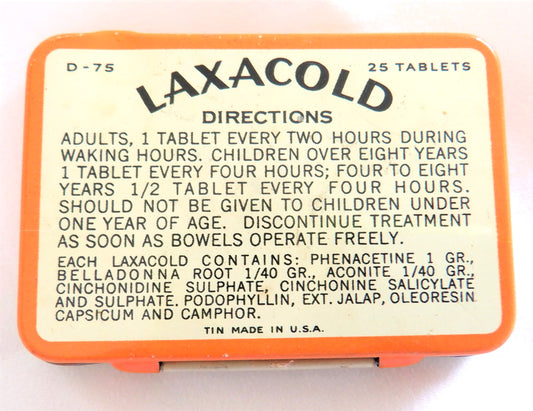 D-75 LAXACOLD 25 TABLETS
DIRECTIONS
ADULTS, 1 TABLET EVERY TWO HOURS DURING
WAKING HOURS. CHILDREN OVER EIGHT YEARS
1 TABLET EVERY FOUR HOURS; FOUR TO EIGHT
YEARS 1/2 TABLET EVERY FOUR HOURS.
SHOULD NOT BE GIVEN TO CHILDREN UNDER
ONE YEAR OF AGE. DISCONTINUE TREATMENT
AS SOON AS BOWELS OPERATE FREELY.
EACH LAXACOLD CONTAINS: PHENACETINE 1 GR.,
BELLADONNA ROOT 1/40 GR., ACONITE 1/40 GR.,
CINCHONIDINE SULPHATE, CINCHONINE SALICYLATE
AND SULPHATE. PODOPHYLLIN, EXT. JALAP, OLEORESIN
CAPSICUM AND CAMPHOR.
TIN MADE IN U.S.A.